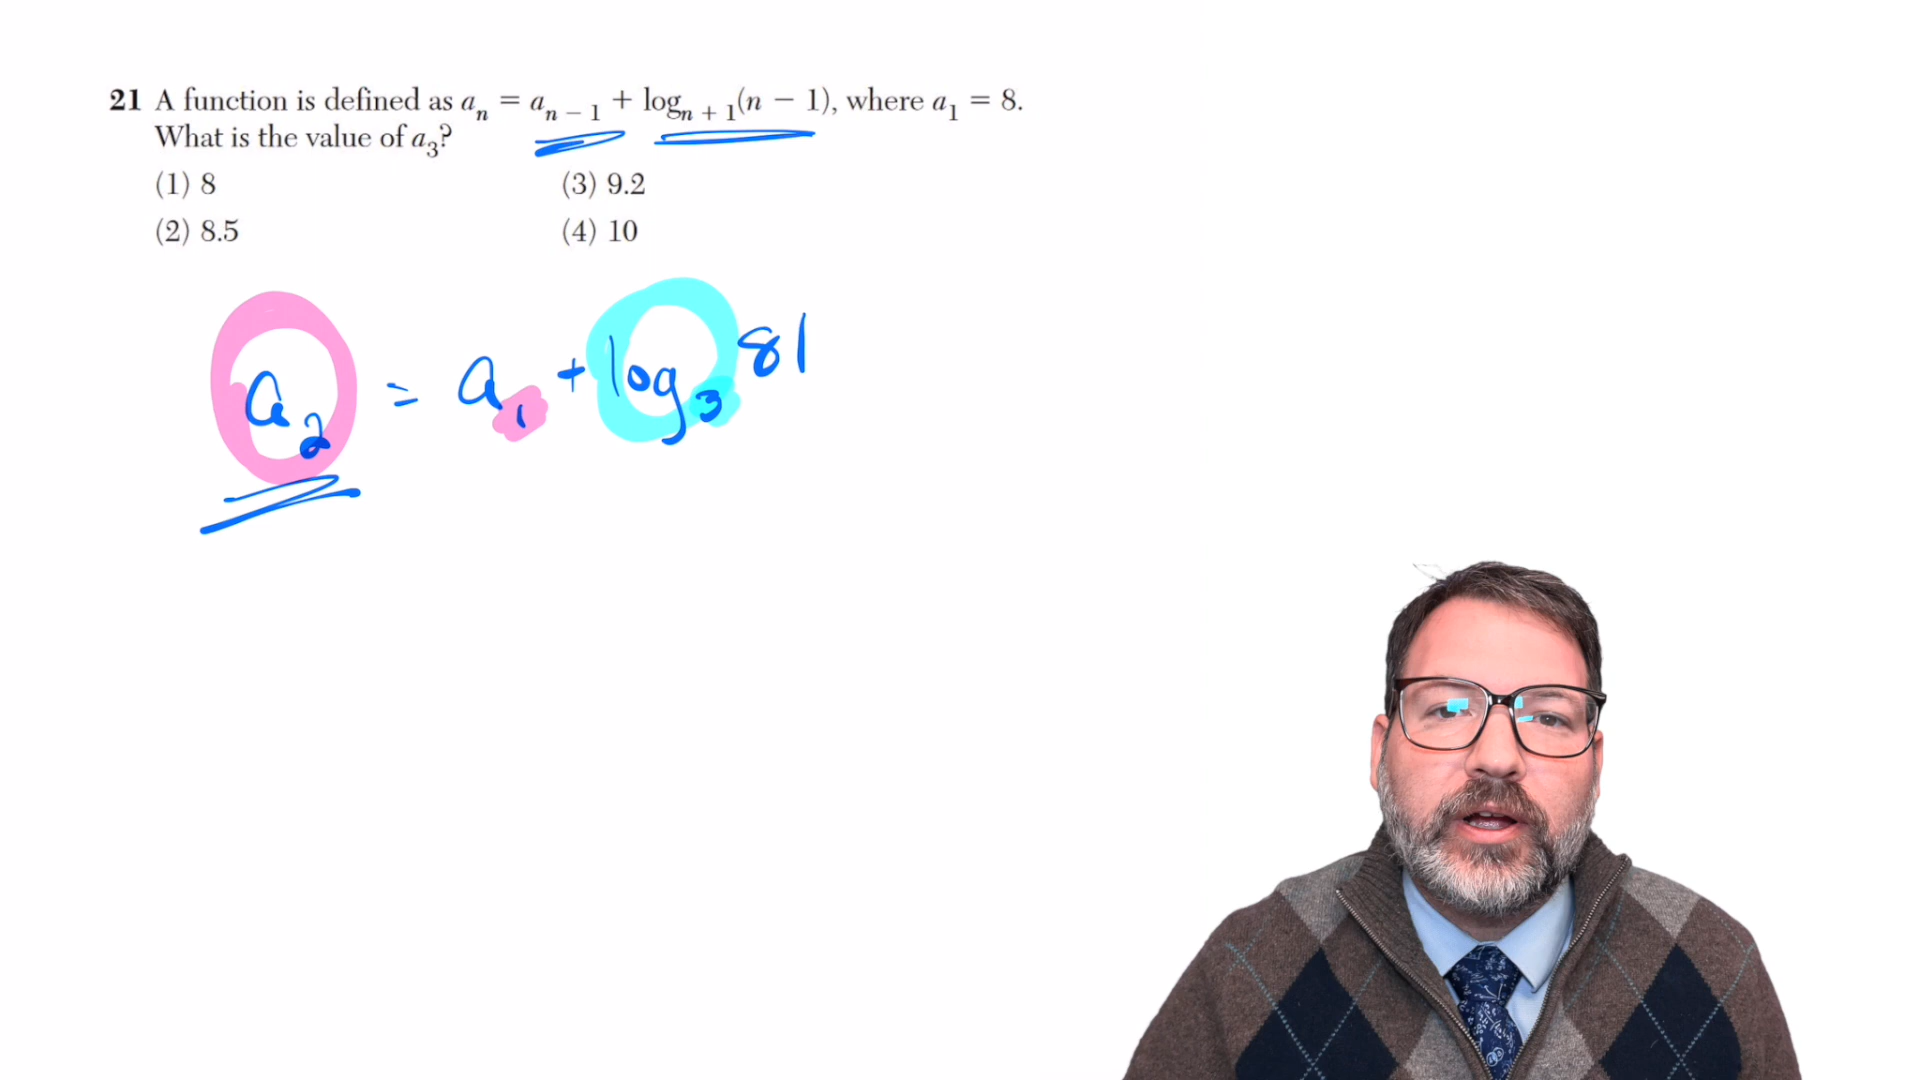 21 A function is defined as aₙ = aₙ ₋ ₁ + logₙ ₊ ₁(n − 1), where a₁ = 8.
What is the value of a₃?
(1) 8 (3) 9.2
(2) 8.5 (4) 10
a₂ = a₁ + log₃ 81